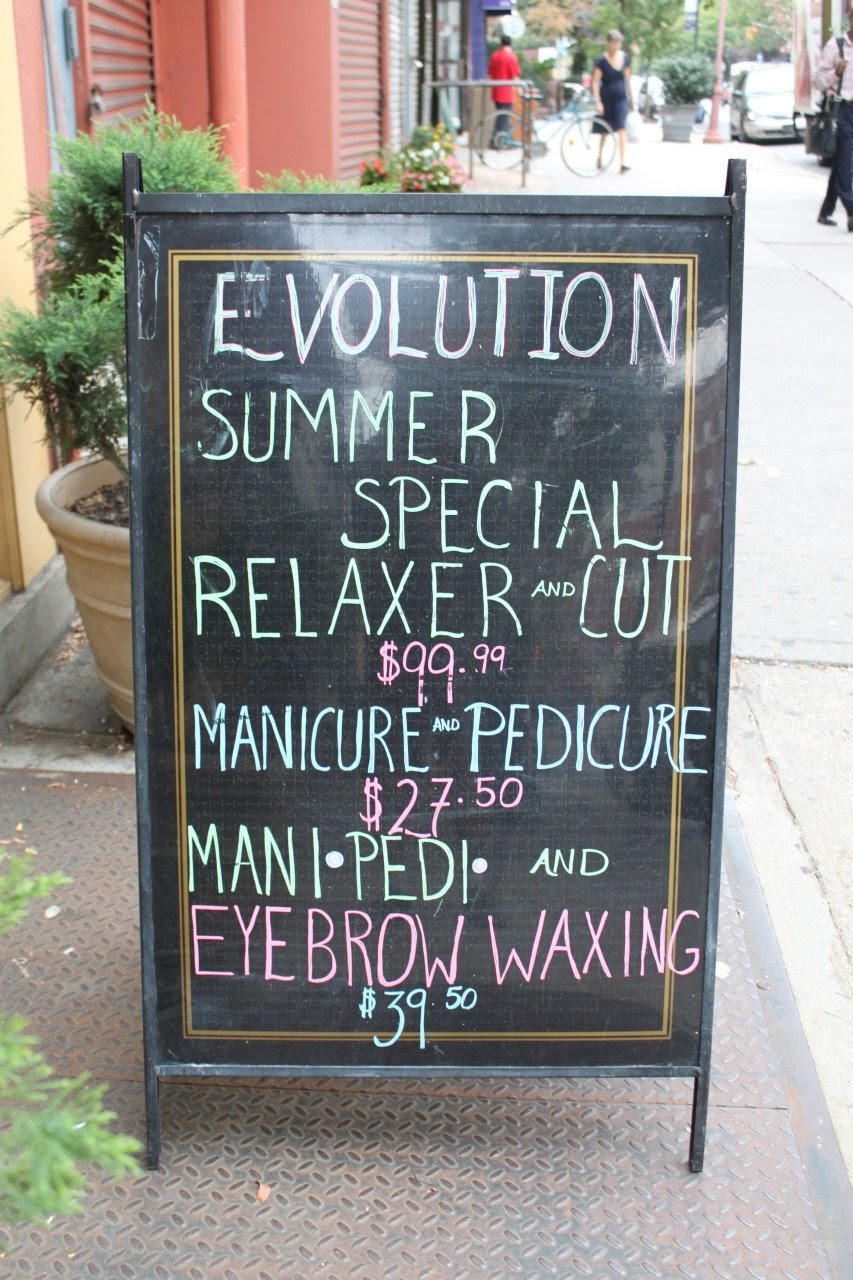 EVOLUTION
SUMMER
SPECIAL
RELAXER AND CUT
$99.99
MANICURE AND PEDICURE
$27.50
MANI•PEDI• AND
EYEBROW WAXING
$39.50